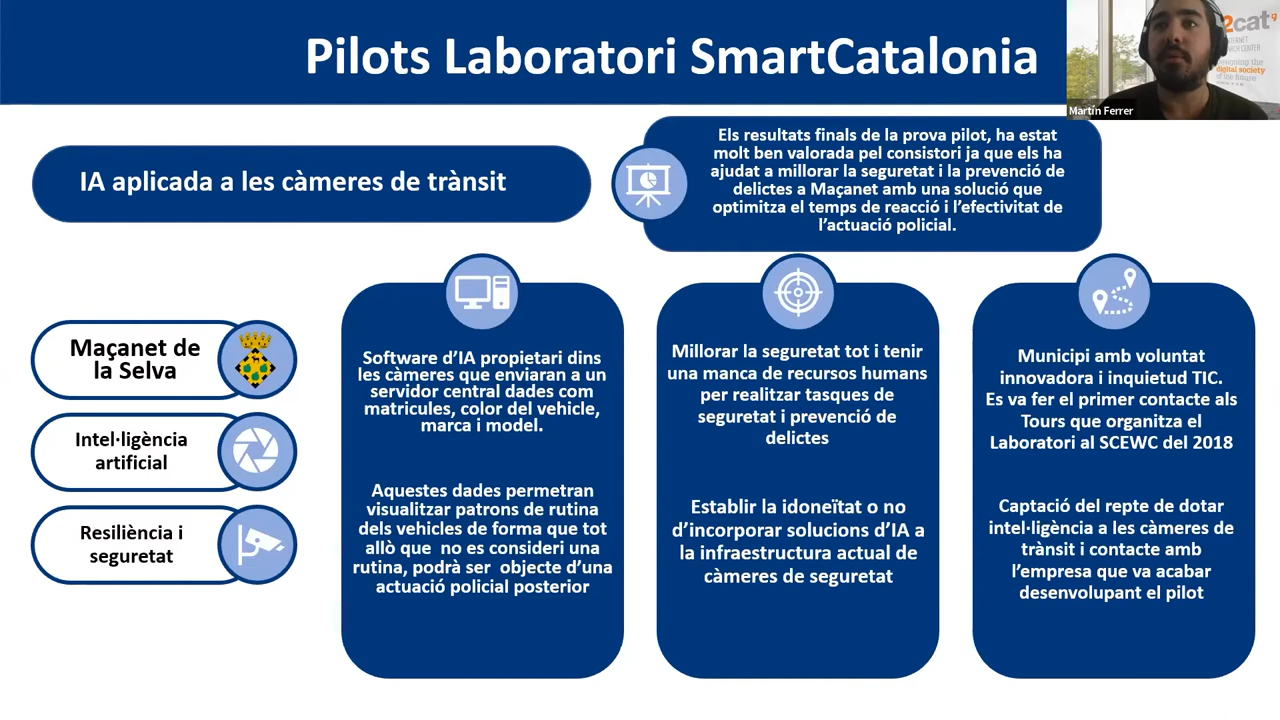 Pilots Laboratori SmartCatalonia
2cat
Martín Ferrer
digital society
IA aplicada a les càmeres de trànsit
Els resultats finals de la prova pilot, ha estat
molt ben valorada pel consistori ja que els ha
ajudat a millorar la seguretat i la prevenció de
delictes a Maçanet amb una solució que
optimitza el temps de reacció i l'efectivitat de
l'actuació policial.
Maçanet de
la Selva
Intel·ligència
artificial
Resiliència i
seguretat
Software d'IA propietari dins
les càmeres que enviaran a un
servidor central dades com
matricules, color del vehicle,
marca i model.
Aquestes dades permetran
visualitzar patrons de rutina
dels vehicles de forma que tot
allò que no es consideri una
rutina, podrà ser objecte d'una
actuació policial posterior
Millorar la seguretat tot i tenir
una manca de recursos humans
per realitzar tasques de
seguretat i prevenció de
delictes
Establir la idoneïtat o no
d'incorporar solucions d'IA a
la infraestructura actual de
càmeres de seguretat
Municipi amb voluntat
innovadora i inquietud TIC.
Es va fer el primer contacte als
Tours que organitza el
Laboratori al SCEWC del 2018
Captació del repte de dotar
intel·ligència a les càmeres de
trànsit i contacte amb
l'empresa que va acabar
desenvolupant el pilot